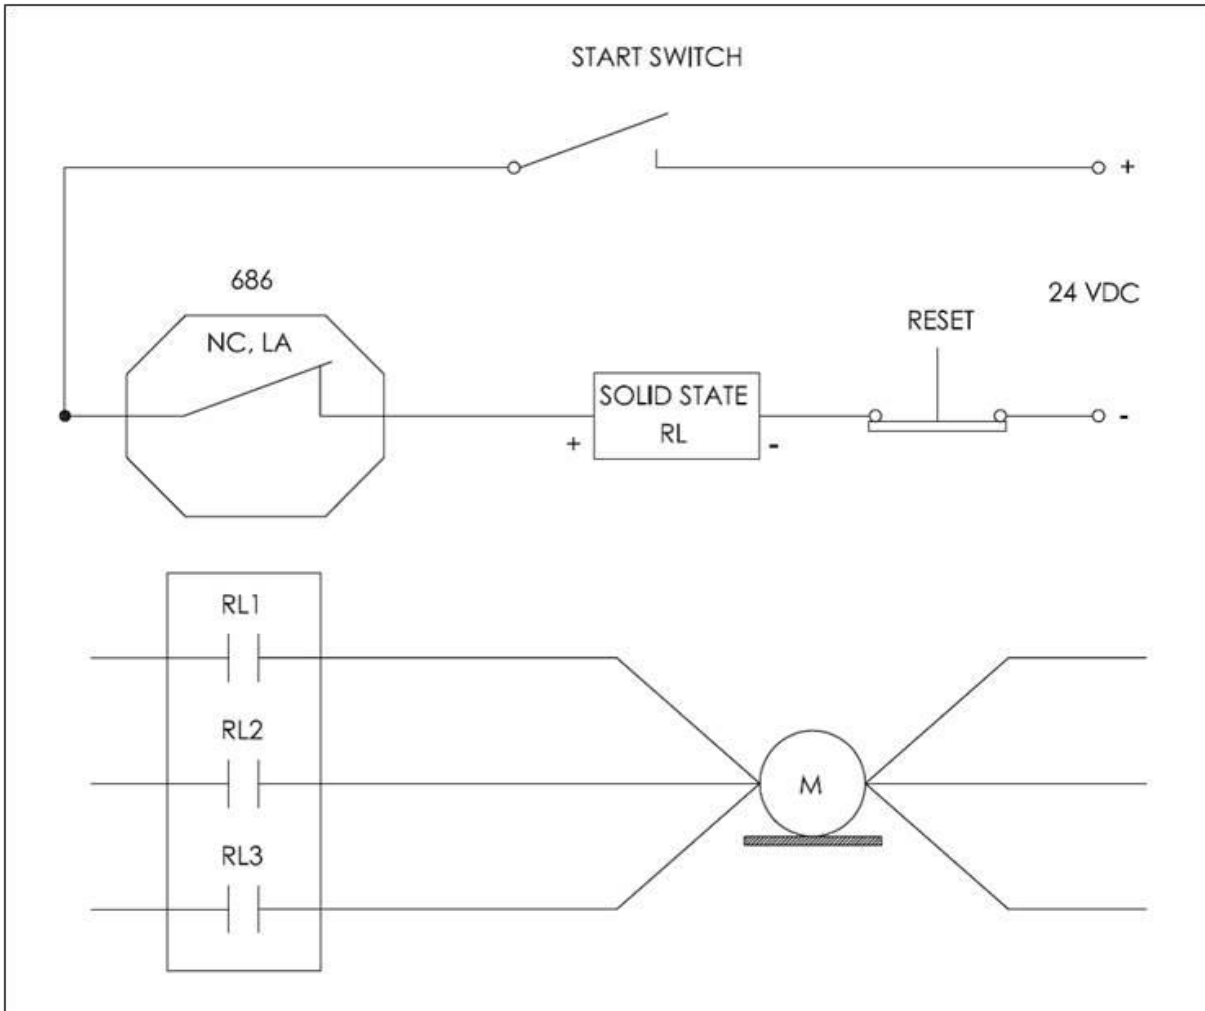 START SWITCH
+
686
24 VDC
NC, LA
RESET
SOLID STATE
RL
+
-
-
RL1
RL2
M
RL3